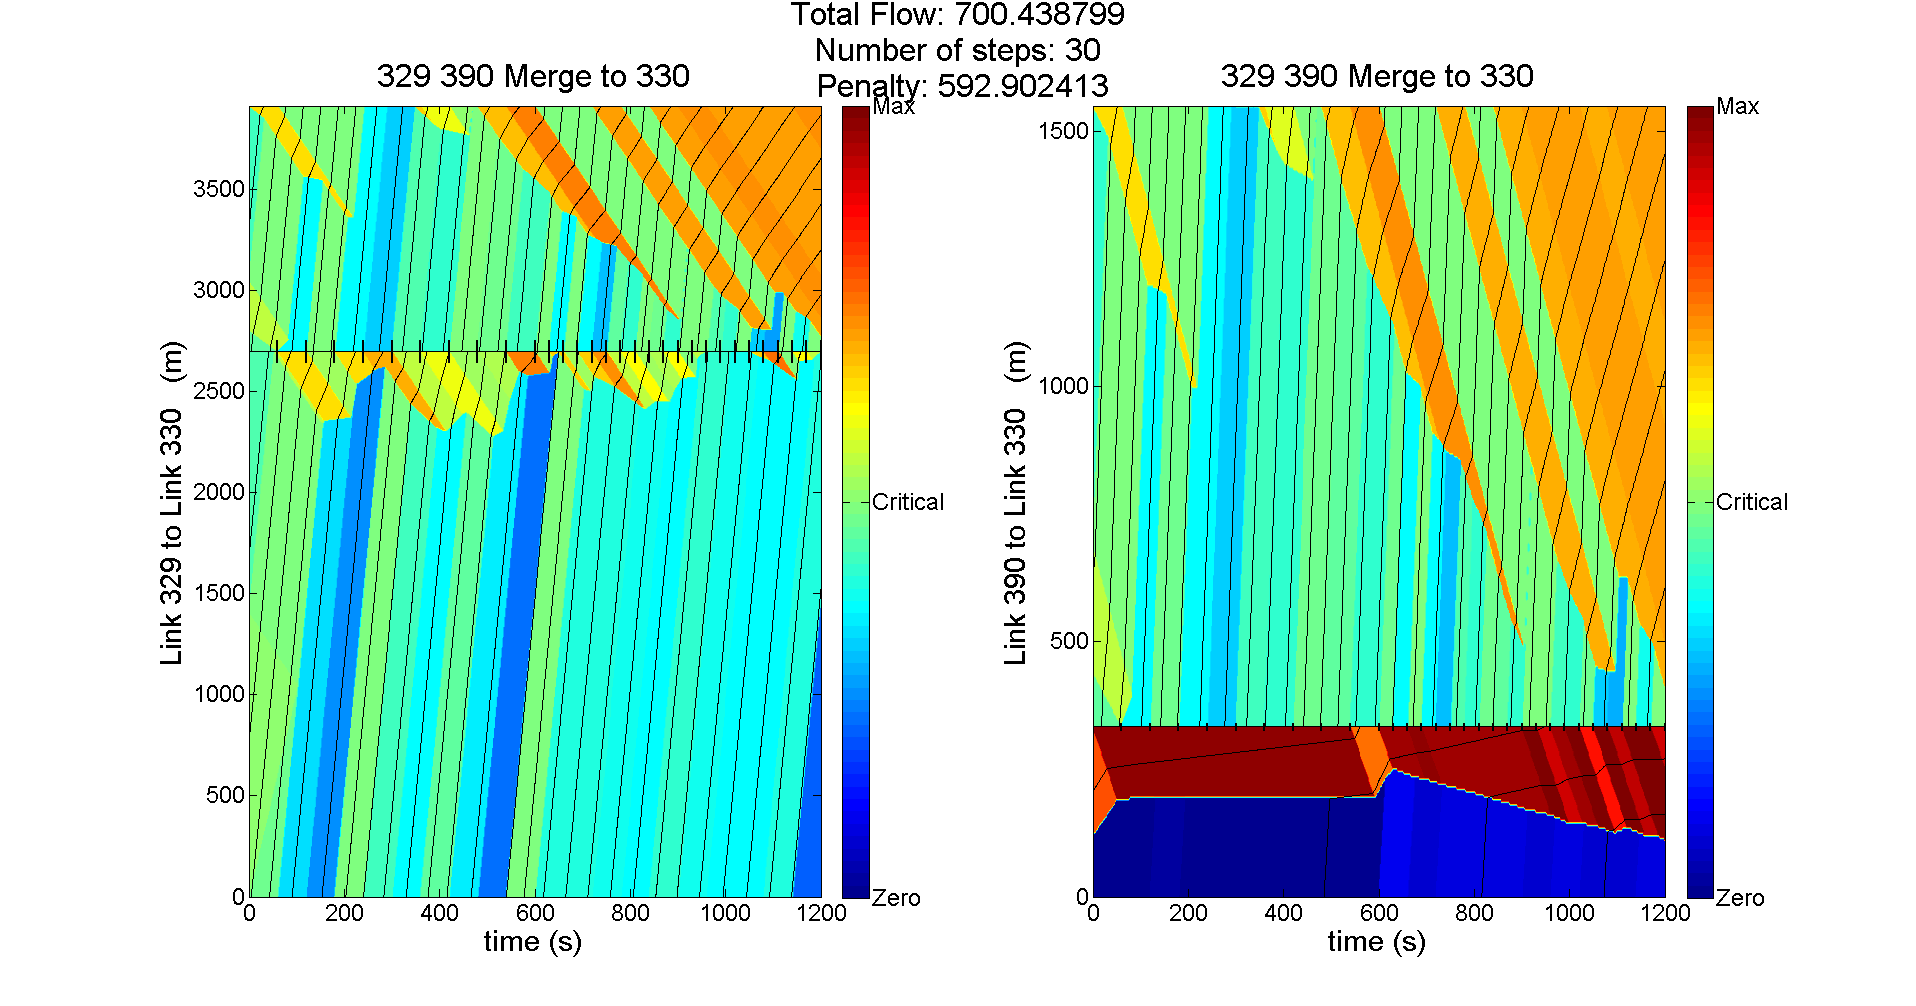 Total Flow: 700.438799
Number of steps: 30
Penalty: 592.902413
329 390 Merge to 330
Link 329 to Link 330 (m)
3500
3000
2500
2000
1500
1000
500
0
0 200 400 600 800 1000 1200
time (s)
Max
Critical
Zero
329 390 Merge to 330
Link 390 to Link 330 (m)
1500
1000
500
0
0 200 400 600 800 1000 1200
time (s)
Max
Critical
Zero